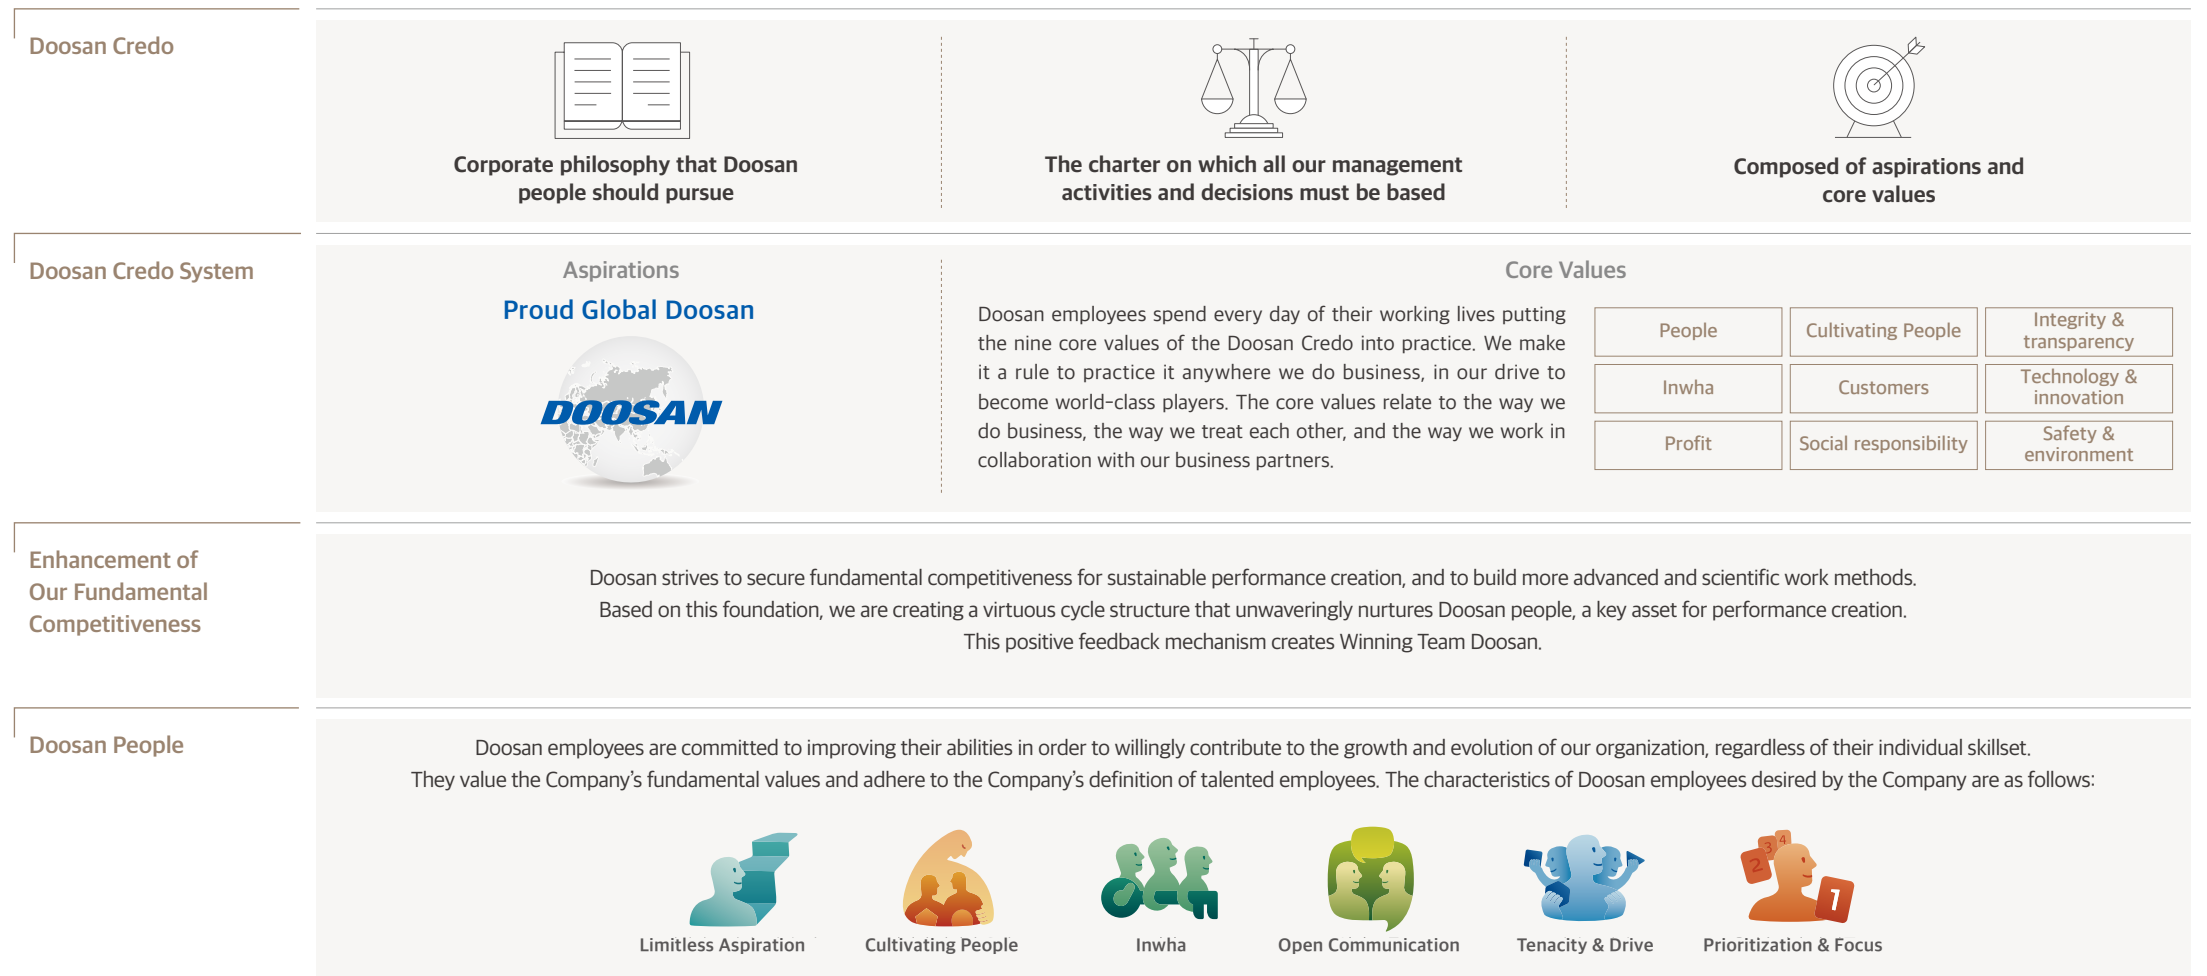 Doosan Credo
Corporate philosophy that Doosan
people should pursue
The charter on which all our management
activities and decisions must be based
Composed of aspirations and
core values
Doosan Credo System
Aspirations
Proud Global Doosan
DOOSAN
Core Values
Doosan employees spend every day of their working lives putting
the nine core values of the Doosan Credo into practice. We make
it a rule to practice it anywhere we do business, in our drive to
become world-class players. The core values relate to the way we
do business, the way we treat each other, and the way we work in
collaboration with our business partners.
People
Cultivating People
Integrity &
transparency
Inwha
Customers
Technology &
innovation
Profit
Social responsibility
Safety &
environment
Enhancement of
Our Fundamental
Competitiveness
Doosan strives to secure fundamental competitiveness for sustainable performance creation, and to build more advanced and scientific work methods.
Based on this foundation, we are creating a virtuous cycle structure that unwaveringly nurtures Doosan people, a key asset for performance creation.
This positive feedback mechanism creates Winning Team Doosan.
Doosan People
Doosan employees are committed to improving their abilities in order to willingly contribute to the growth and evolution of our organization, regardless of their individual skillset.
They value the Company's fundamental values and adhere to the Company's definition of talented employees. The characteristics of Doosan employees desired by the Company are as follows:
2
3
4
1
Limitless Aspiration
Cultivating People
Inwha
Open Communication
Tenacity & Drive
Prioritization & Focus